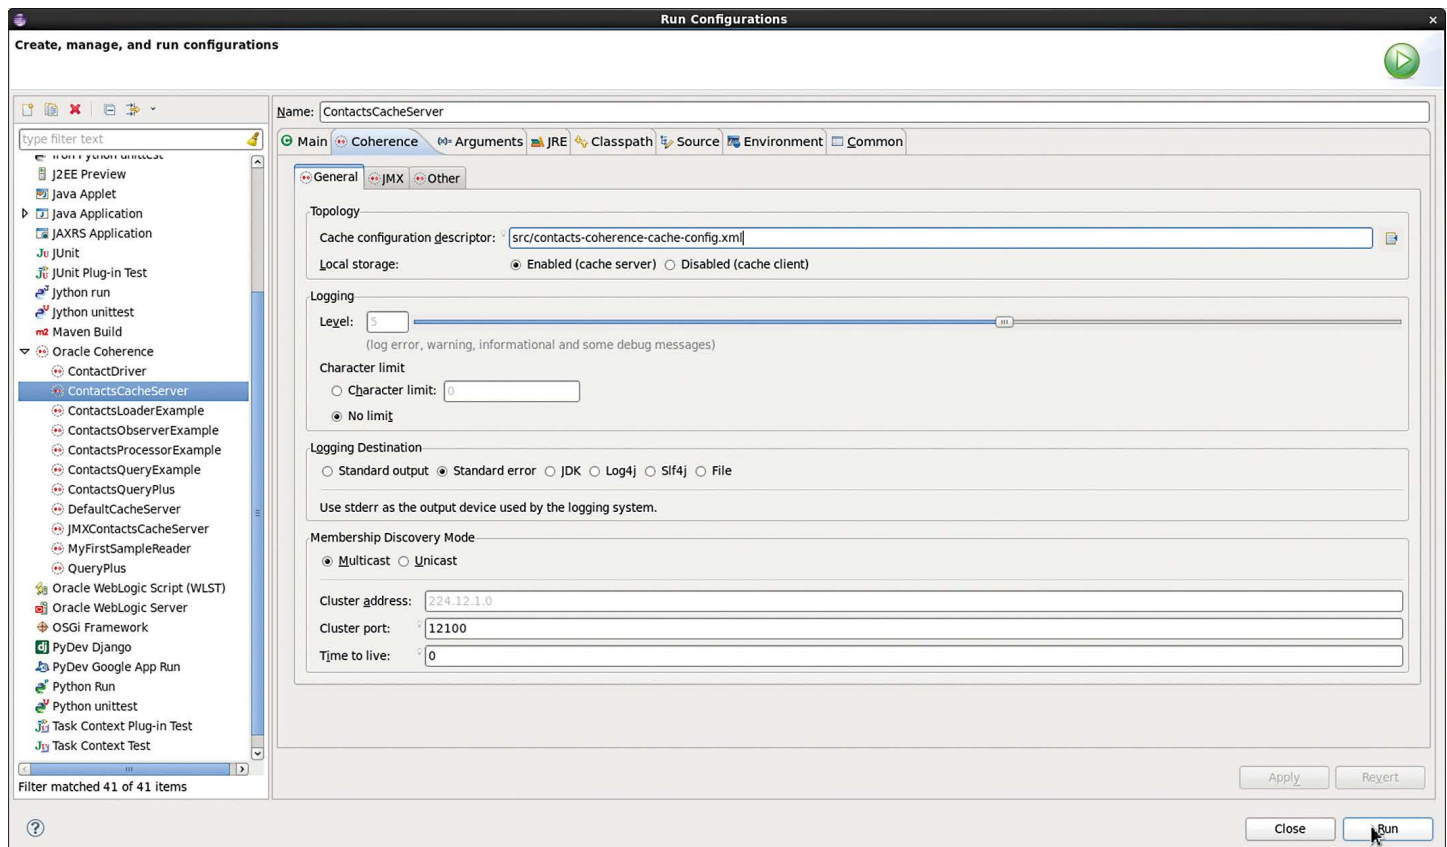 Run Configurations
Create, manage, and run configurations
type filter text
Iron Python unittest
J2EE Preview
Java Applet
Java Application
JAXRS Application
JUnit
JUnit Plug-in Test
Jython run
Jython unittest
m2 Maven Build
Oracle Coherence
ContactDriver
ContactsCacheServer
ContactsLoaderExample
ContactsObserverExample
ContactsProcessorExample
ContactsQueryExample
ContactsQueryPlus
DefaultCacheServer
JMXContactsCacheServer
MyFirstSampleReader
QueryPlus
Oracle WebLogic Script (WLST)
Oracle WebLogic Server
OSGi Framework
dj PyDev Django
PyDev Google App Run
Python Run
Python unittest
Task Context Plug-in Test
Task Context Test
Filter matched 41 of 41 items
Name: ContactsCacheServer
Main Coherence Arguments JRE Classpath Source Environment Common
General JMX Other
Topology
Cache configuration descriptor: src/contacts-coherence-cache-config.xml
Local storage: Enabled (cache server) Disabled (cache client)
Logging
Level: 5
(log error, warning, informational and some debug messages)
Character limit
Character limit: 0
No limit
Logging Destination
Standard output Standard error JDK Log4j Slf4j File
Use stderr as the output device used by the logging system.
Membership Discovery Mode
Multicast Unicast
Cluster address: 224.12.1.0
Cluster port: 12100
Time to live: 0
Apply Revert
? Close Run